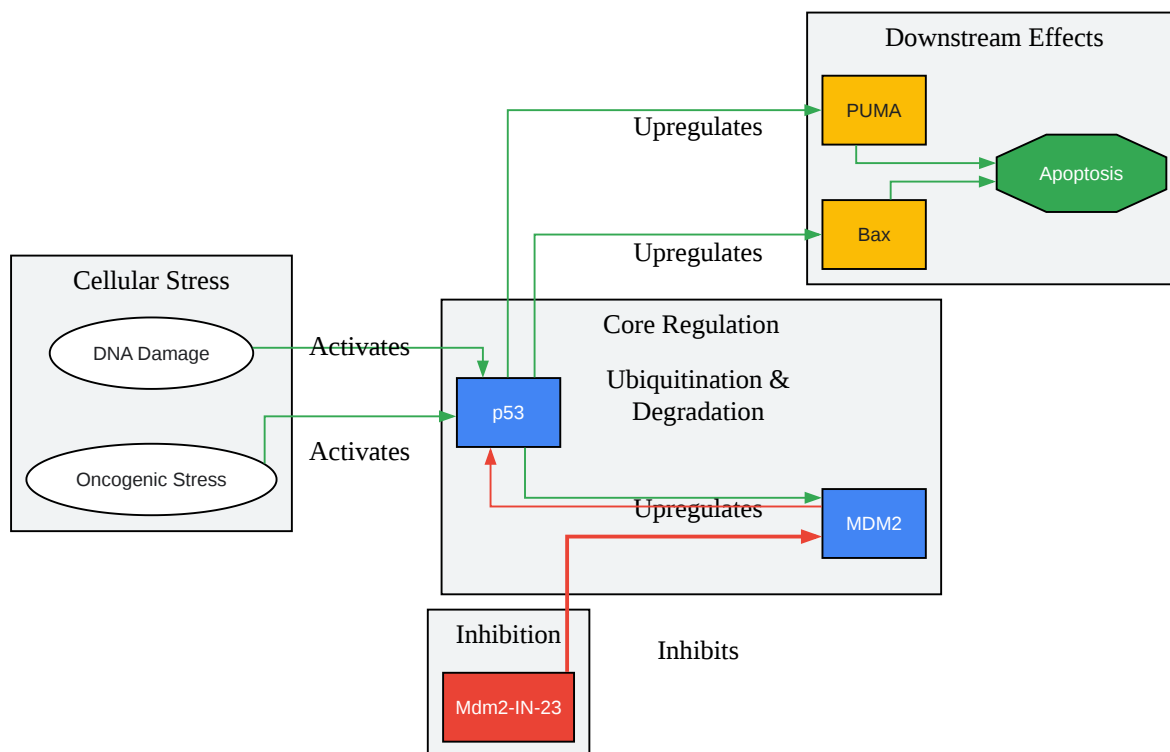 Downstream Effects
PUMA
Upregulates
Apoptosis
Bax
Upregulates
Cellular Stress
Core Regulation
DNA Damage
Activates
Ubiquitination &
Degradation
p53
Activates
Oncogenic Stress
Upregulates
MDM2
Inhibition
Inhibits
Mdm2-IN-23